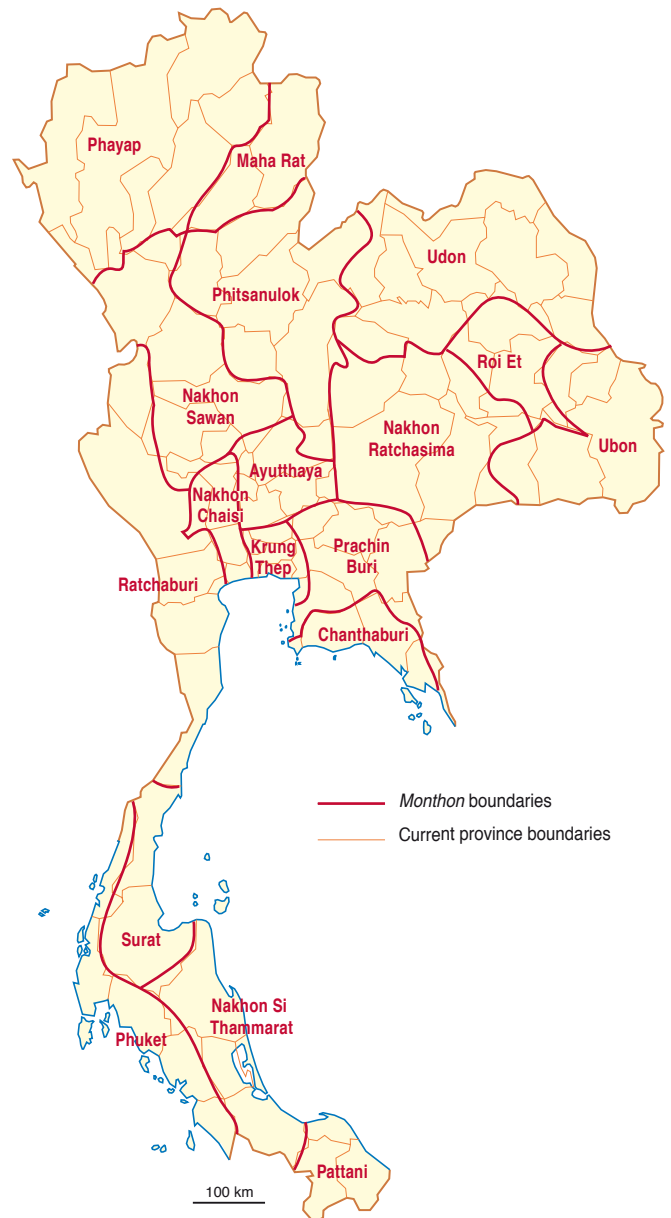 Phayap
Maha Rat
Udon
Phitsanulok
Roi Et
Nakhon
Sawan
Nakhon
Ratchasima
Ubon
Ayutthaya
Nakhon
Chaisi
Krung
Thep
Prachin
Buri
Ratchaburi
Chanthaburi
Monthon boundaries
Current province boundaries
Surat
Nakhon Si
Thammarat
Phuket
Pattani
100 km